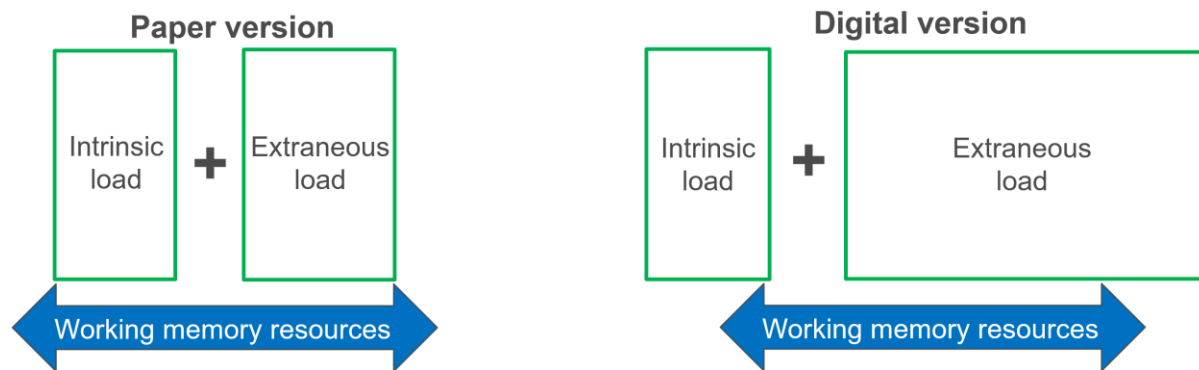 Paper version
Intrinsic
load
+
Extraneous
load
Working memory resources
Digital version
Intrinsic
load
+
Extraneous
load
Working memory resources